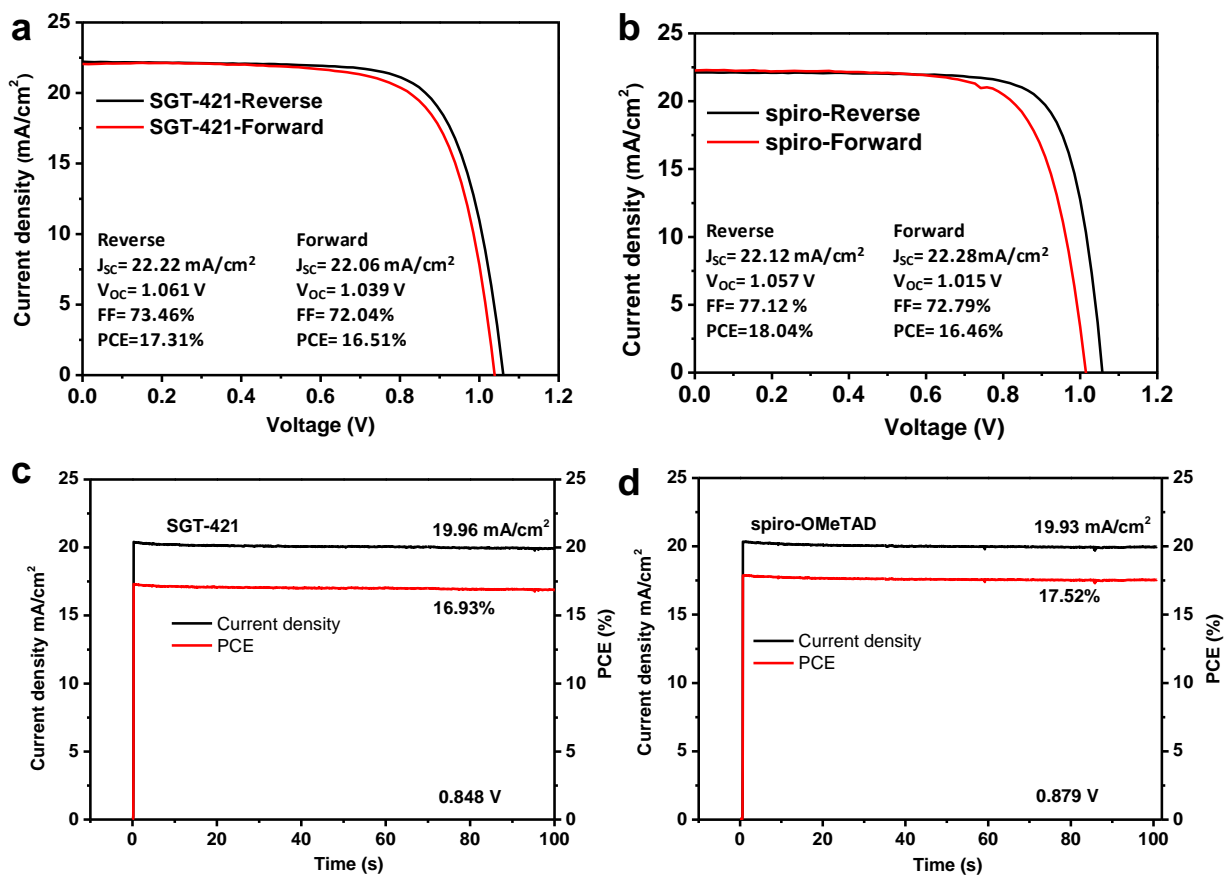 a
25
20
15
10
5
0
Current density (mA/cm²)
SGT-421-Reverse
SGT-421-Forward
Reverse
J_SC= 22.22 mA/cm²
V_OC= 1.061 V
FF= 73.46%
PCE=17.31%
Forward
J_SC= 22.06 mA/cm²
V_OC= 1.039 V
FF= 72.04%
PCE= 16.51%
0.0 0.2 0.4 0.6 0.8 1.0 1.2
Voltage (V)
b
25
20
15
10
5
0
Current density (mA/cm²)
spiro-Reverse
spiro-Forward
Reverse
J_SC= 22.12 mA/cm²
V_OC= 1.057 V
FF= 77.12 %
PCE=18.04%
Forward
J_SC= 22.28mA/cm²
V_OC= 1.015 V
FF= 72.79%
PCE= 16.46%
0.0 0.2 0.4 0.6 0.8 1.0 1.2
Voltage (V)
c
25
20
15
10
5
0
Current density mA/cm²
SGT-421
19.96 mA/cm²
16.93%
Current density
PCE
0.848 V
25
20
15
10
5
0
PCE (%)
0 20 40 60 80 100
Time (s)
d
25
20
15
10
5
0
Current density mA/cm²
spiro-OMeTAD
19.93 mA/cm²
17.52%
Current density
PCE
0.879 V
25
20
15
10
5
0
PCE (%)
0 20 40 60 80 100
Time (s)